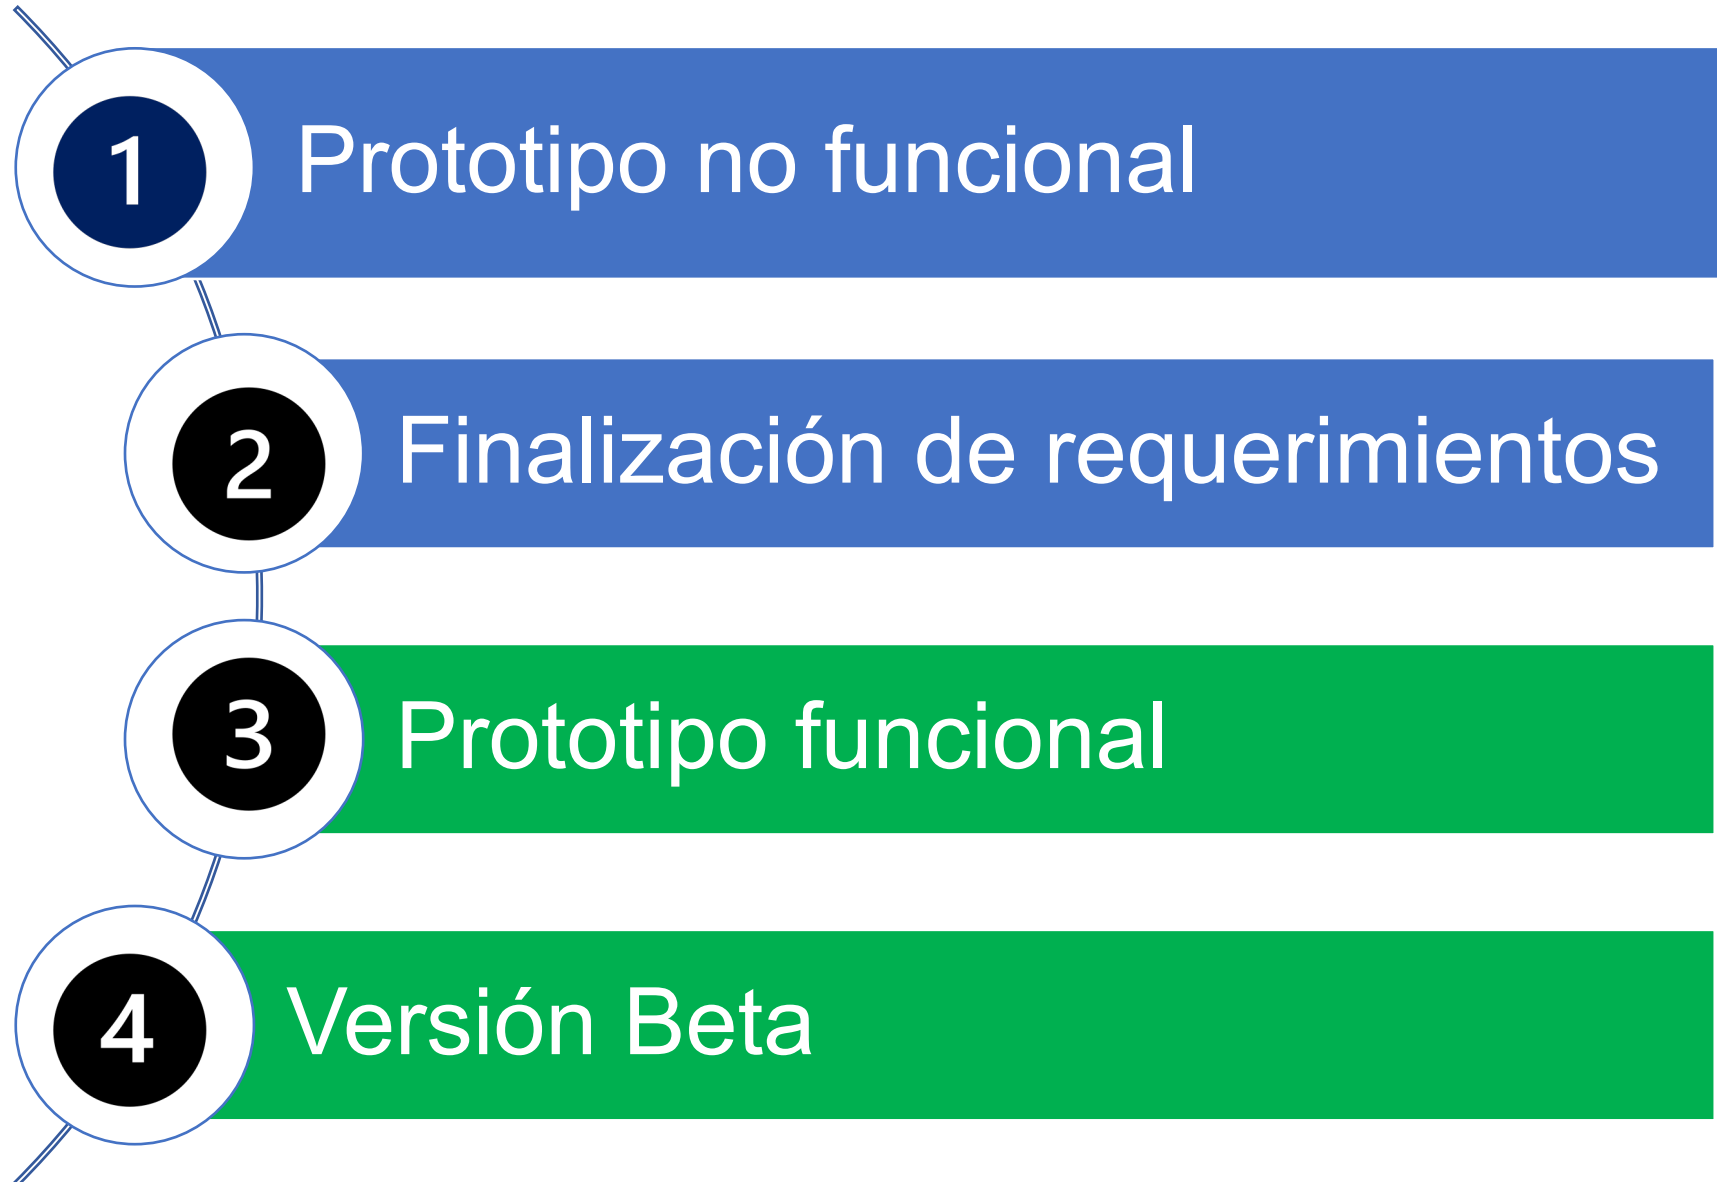 1 Prototipo no funcional
2 Finalización de requerimientos
3 Prototipo funcional
4 Versión Beta